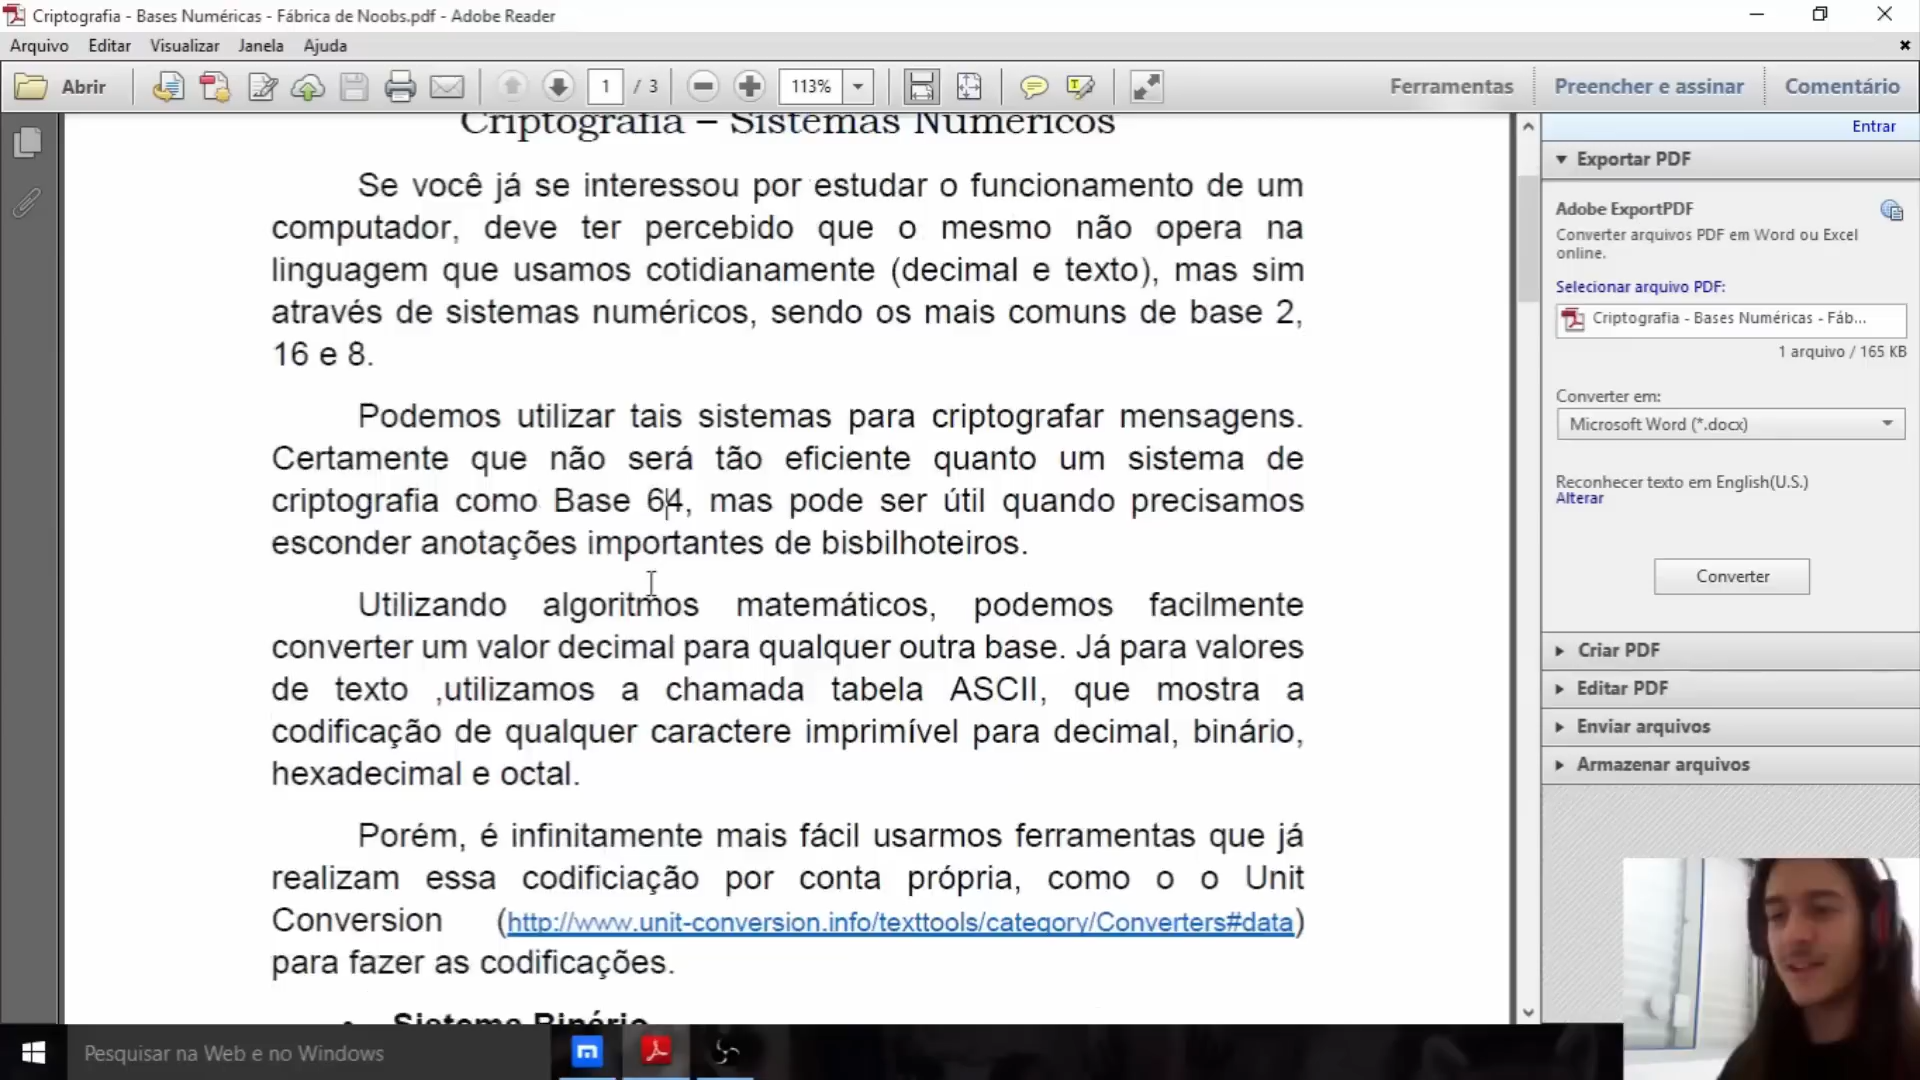 Criptografia - Bases Numéricas - Fábrica de Noobs.pdf - Adobe Reader
Arquivo Editar Visualizar Janela Ajuda
Abrir 1 / 3 113% Ferramentas Preencher e assinar Comentário
Criptografia – Sistemas Numéricos
Se você já se interessou por estudar o funcionamento de um
computador, deve ter percebido que o mesmo não opera na
linguagem que usamos cotidianamente (decimal e texto), mas sim
através de sistemas numéricos, sendo os mais comuns de base 2,
16 e 8.
Podemos utilizar tais sistemas para criptografar mensagens.
Certamente que não será tão eficiente quanto um sistema de
criptografia como Base 64, mas pode ser útil quando precisamos
esconder anotações importantes de bisbilhoteiros.
Utilizando algoritmos matemáticos, podemos facilmente
converter um valor decimal para qualquer outra base. Já para valores
de texto ,utilizamos a chamada tabela ASCII, que mostra a
codificação de qualquer caractere imprimível para decimal, binário,
hexadecimal e octal.
Porém, é infinitamente mais fácil usarmos ferramentas que já
realizam essa codificiação por conta própria, como o o Unit
Conversion (http://www.unit-conversion.info/texttools/category/Converters#data)
para fazer as codificações.
• Sistema Binário
Entrar
Exportar PDF
Adobe ExportPDF
Converter arquivos PDF em Word ou Excel
online.
Selecionar arquivo PDF:
Criptografia - Bases Numéricas - Fáb...
1 arquivo / 165 KB
Converter em:
Microsoft Word (*.docx)
Reconhecer texto em English(U.S.)
Alterar
Converter
Criar PDF
Editar PDF
Enviar arquivos
Armazenar arquivos
Pesquisar na Web e no Windows